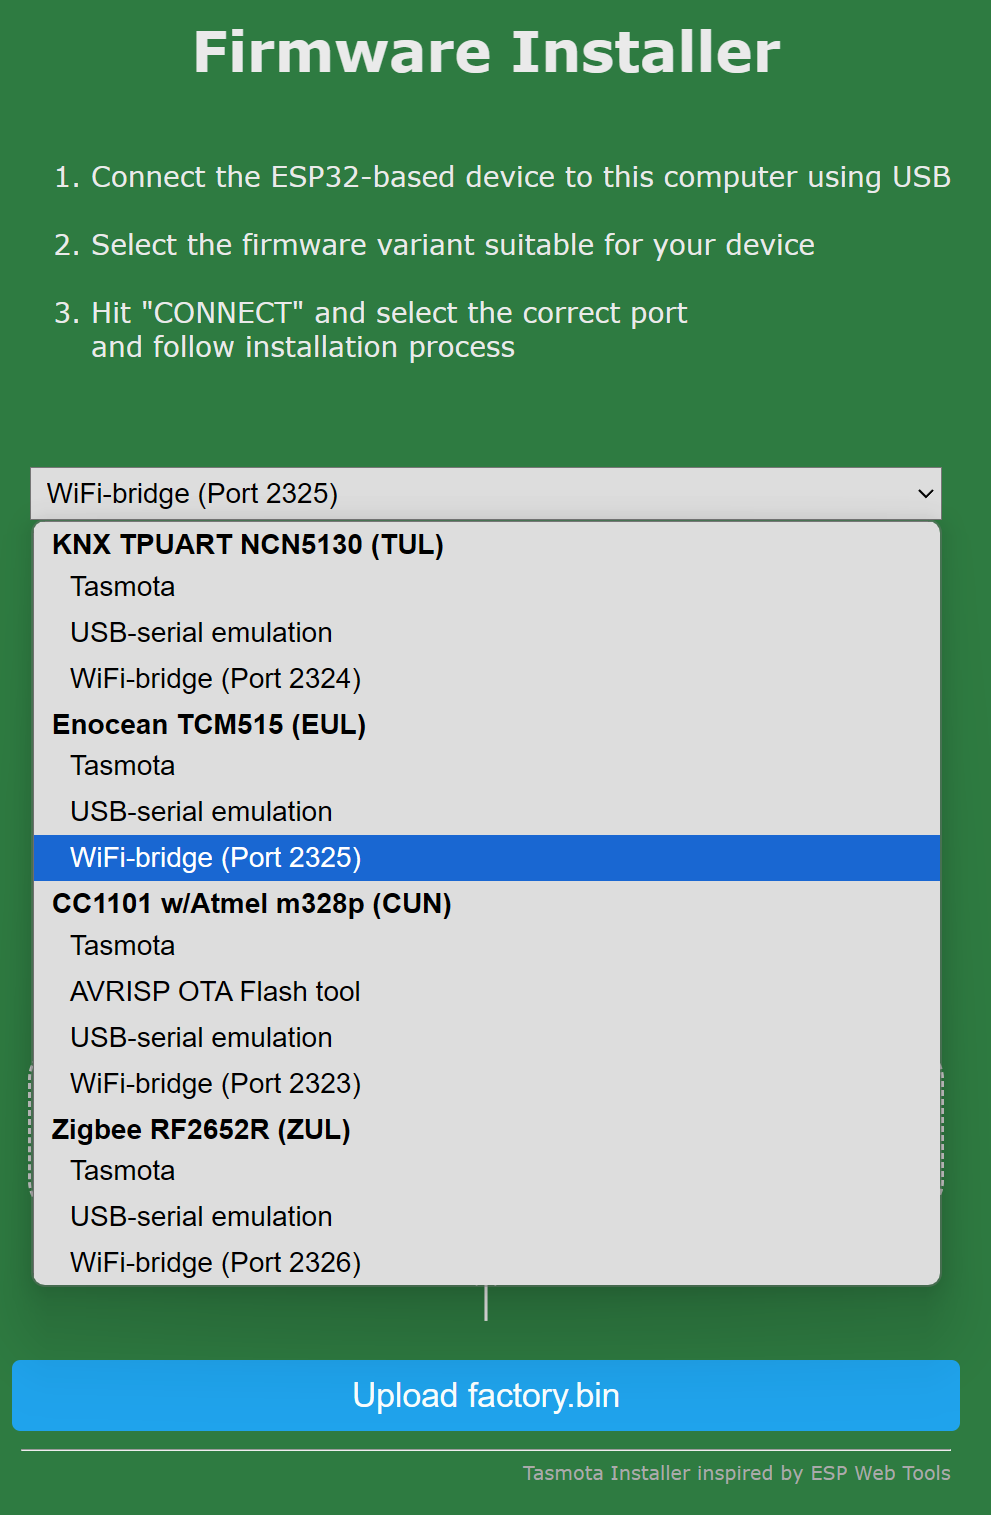 Firmware Installer
1. Connect the ESP32-based device to this computer using USB
2. Select the firmware variant suitable for your device
3. Hit "CONNECT" and select the correct port
and follow installation process
WiFi-bridge (Port 2325)
KNX TPUART NCN5130 (TUL)
Tasmota
USB-serial emulation
WiFi-bridge (Port 2324)
Enocean TCM515 (EUL)
Tasmota
USB-serial emulation
WiFi-bridge (Port 2325)
CC1101 w/Atmel m328p (CUN)
Tasmota
AVRISP OTA Flash tool
USB-serial emulation
WiFi-bridge (Port 2323)
Zigbee RF2652R (ZUL)
Tasmota
USB-serial emulation
WiFi-bridge (Port 2326)
Upload factory.bin
Tasmota Installer inspired by ESP Web Tools